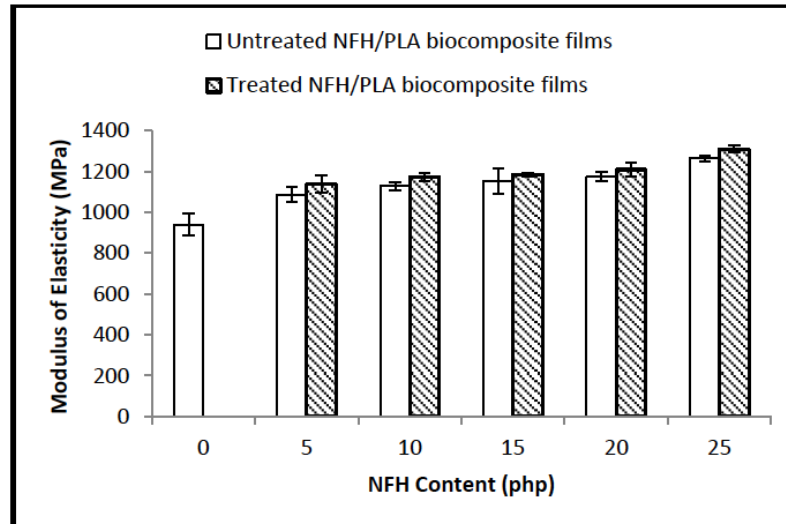 Untreated NFH/PLA biocomposite films
Treated NFH/PLA biocomposite films
Modulus of Elasticity (MPa)
1400
1200
1000
800
600
400
200
0
0 5 10 15 20 25
NFH Content (php)